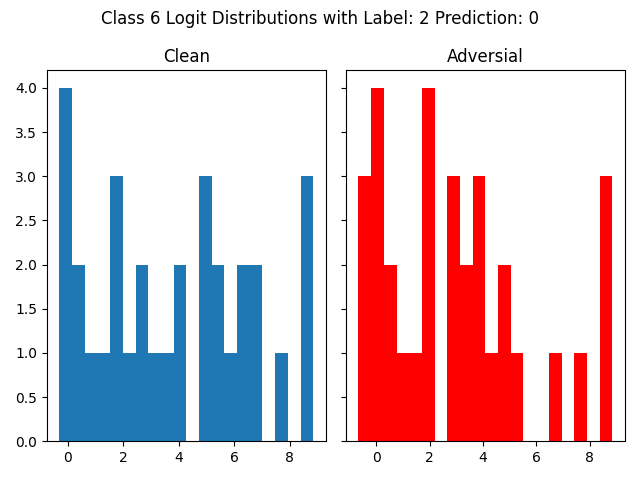 Class 6 Logit Distributions with Label: 2 Prediction: 0
Clean
Adversial
4.0
3.5
3.0
2.5
2.0
1.5
1.0
0.5
0.0
0 2 4 6 8
0 2 4 6 8